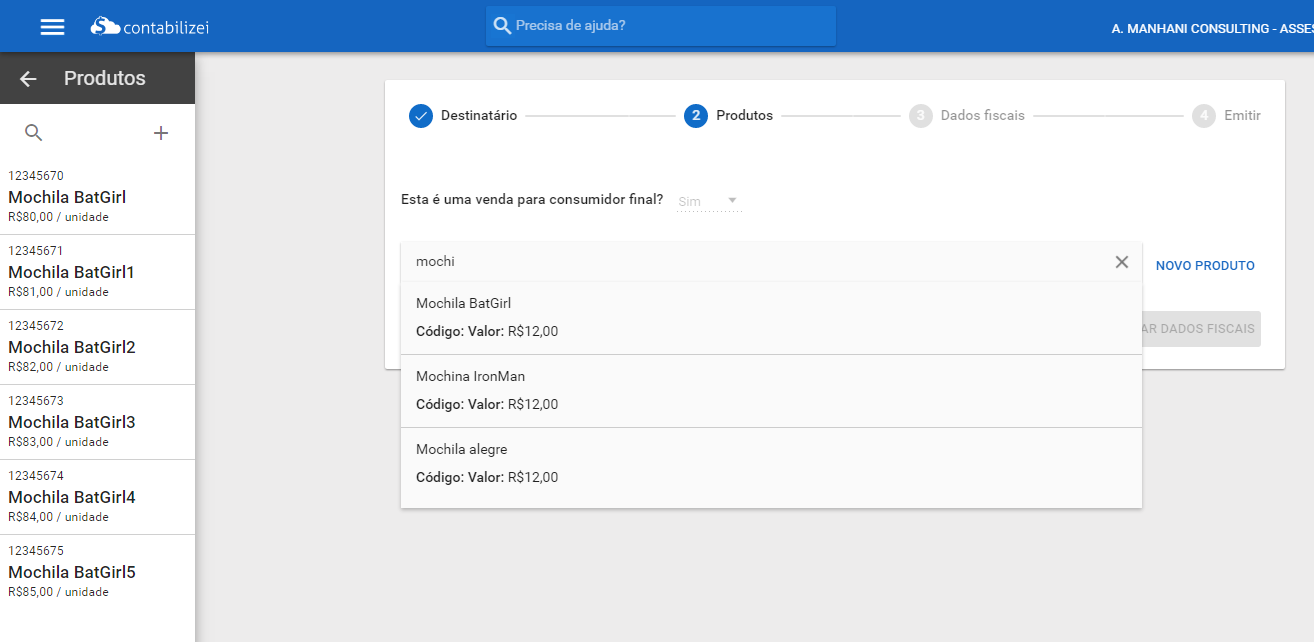 contabilizei
Precisa de ajuda?
A. MANHANI CONSULTING - ASSES
Produtos
12345670
Mochila BatGirl
R$80,00 / unidade
12345671
Mochila BatGirl1
R$81,00 / unidade
12345672
Mochila BatGirl2
R$82,00 / unidade
12345673
Mochila BatGirl3
R$83,00 / unidade
12345674
Mochila BatGirl4
R$84,00 / unidade
12345675
Mochila BatGirl5
R$85,00 / unidade
Destinatário
2 Produtos
3 Dados fiscais
4 Emitir
Esta é uma venda para consumidor final? Sim
mochi
NOVO PRODUTO
Mochila BatGirl
Código: Valor: R$12,00
AR DADOS FISCAIS
Mochina IronMan
Código: Valor: R$12,00
Mochila alegre
Código: Valor: R$12,00